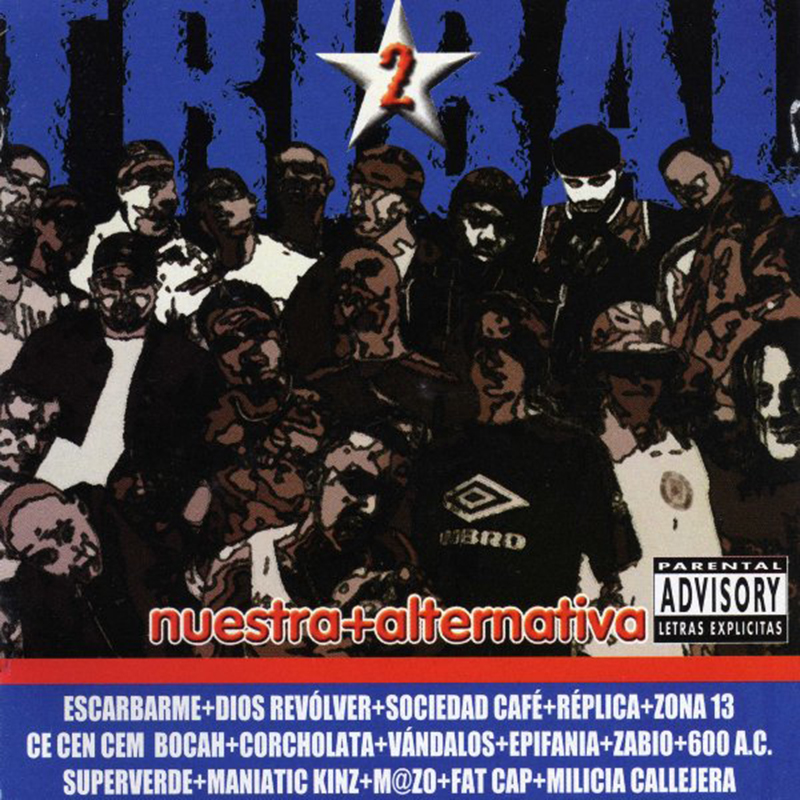 TRIBAL
2
UMBRO
nuestra+alternativa
PARENTAL
ADVISORY
LETRAS EXPLICITAS
ESCARBARME+DIOS REVÓLVER+SOCIEDAD CAFÉ+RÉPLICA+ZONA 13
CE CEN CEM BOCAH+CORCHOLATA+VÁNDALOS+EPIFANIA+ZABIO+600 A.C.
SUPERVERDE+MANIATIC KINZ+M@ZO+FAT CAP+MILICIA CALLEJERA